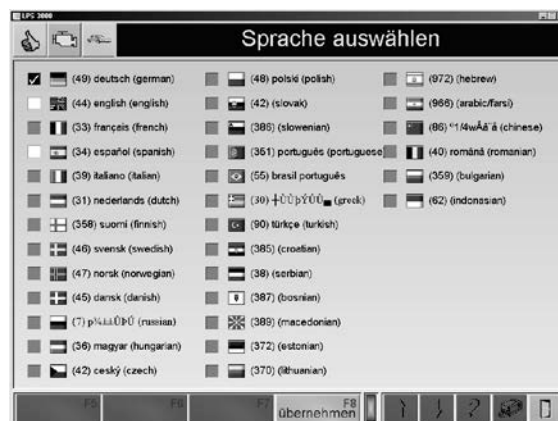 LPS 3000
Sprache auswählen
(49) deutsch (german)
(44) english (english)
(33) français (french)
(34) español (spanish)
(39) italiano (italian)
(31) nederlands (dutch)
(358) suomi (finnish)
(46) svensk (swedish)
(47) norsk (norwegian)
(45) dansk (danish)
(7) (russian)
(36) magyar (hungarian)
(42) ceský (czech)
(48) polski (polish)
(42) (slovak)
(386) (slowenian)
(351) português (portuguese
(55) brasil português
(30) (greek)
(90) türkçe (turkish)
(385) (croatian)
(38) (serbian)
(387) (bosnian)
(389) (macedonian)
(372) (estonian)
(370) (lithuanian)
(972) (hebrew)
(966) (arabic/farsi)
(86) (chinese)
(40) română (romanian)
(359) (bulgarian)
(62) (indonesian)
F5
F6
F7
F8
übernehmen